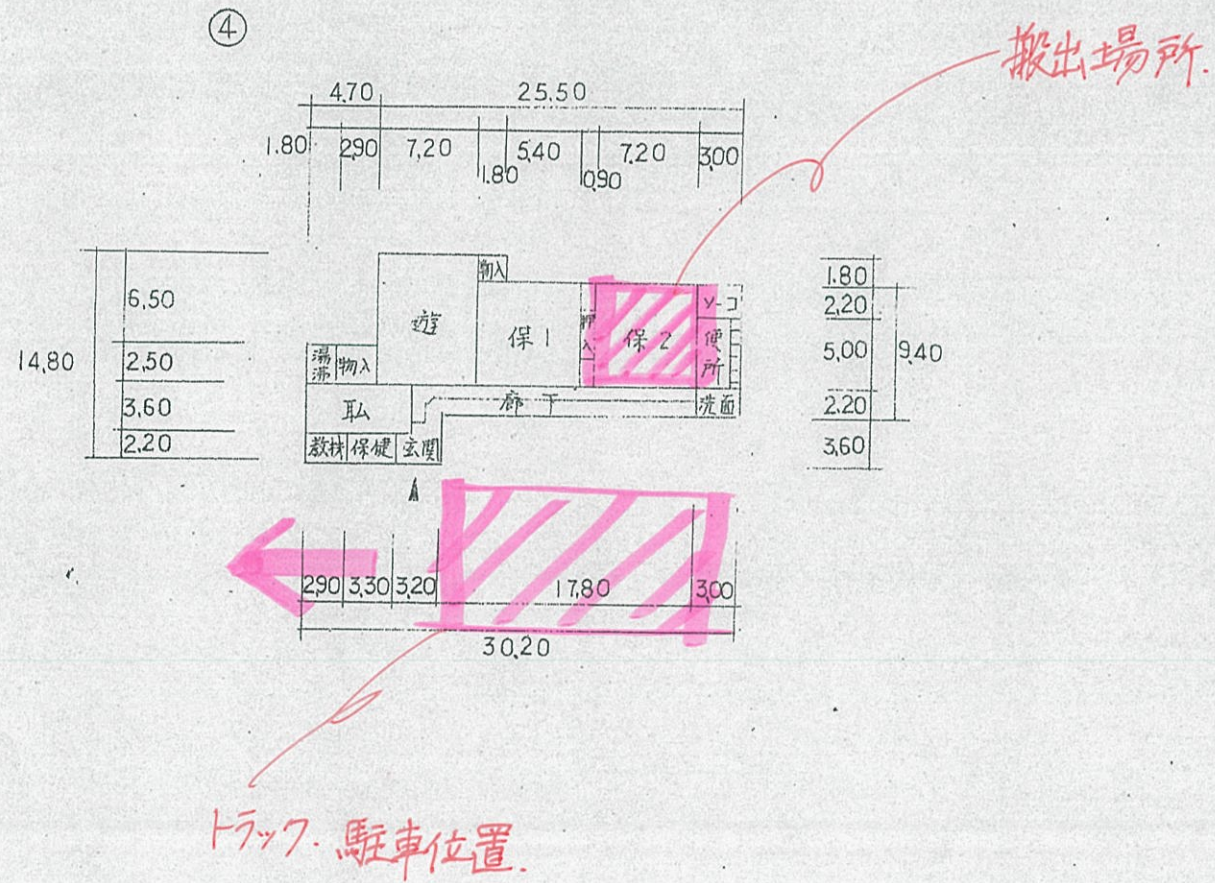 ④
搬出場所.
4.70 25.50
1.80 2.90 7.20 1.80 5.40 0.90 7.20 3.00
14.80
6.50
2.50
3.60
2.20
物入
遊
保1
押入
保2
ソーコ
便所
湯沸
物入
廊下
洗面
教材
保健
玄関
1.80
2.20
5.00
2.20
3.60
9.40
2.90 3.30 3.20 17.80 3.00
30.20
トラック.駐車位置.